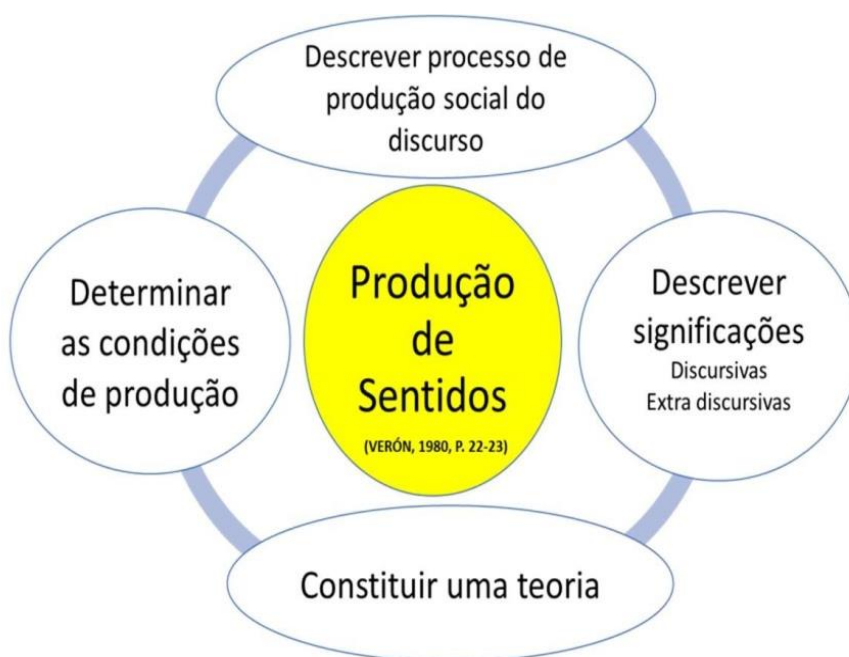 Descrever processo de
produção social do
discurso
Determinar
as condições
de produção
Produção
de
Sentidos
(VERÓN, 1980, P. 22-23)
Descrever
significações
Discursivas
Extra discursivas
Constituir uma teoria